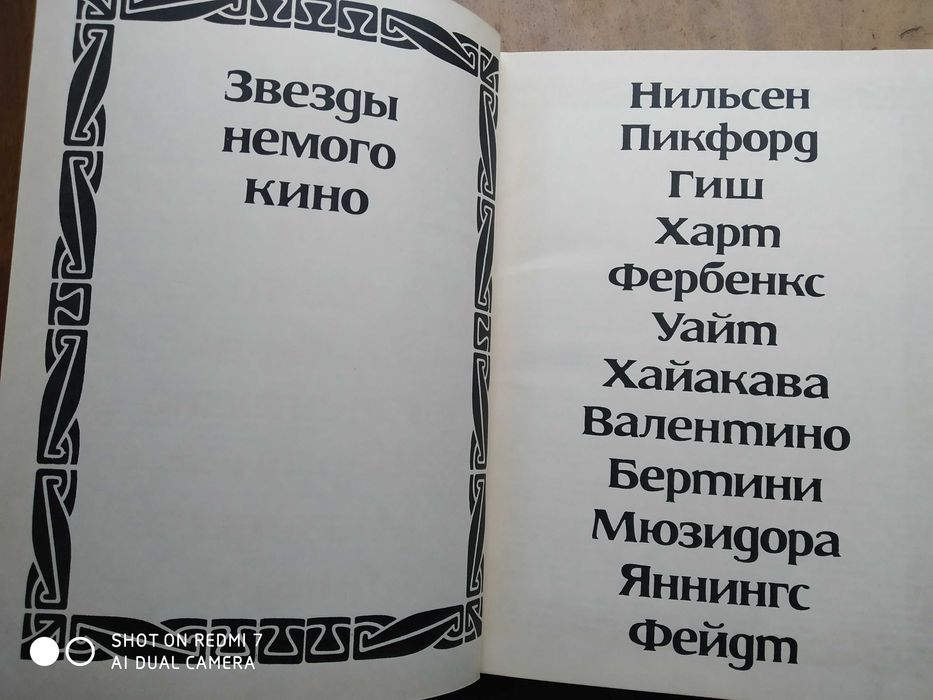 Звезды
немого
кино
Нильсен
Пикфорд
Гиш
Харт
Фербенкс
Уайт
Хайакава
Валентино
Бертини
Мюзидора
Яннингс
Фейдт
SHOT ON REDMI 7
AI DUAL CAMERA